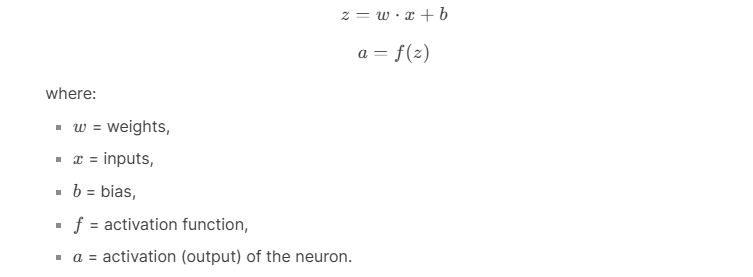 z = w · x + b
a = f(z)
where:
▪ w = weights,
▪ x = inputs,
▪ b = bias,
▪ f = activation function,
▪ a = activation (output) of the neuron.